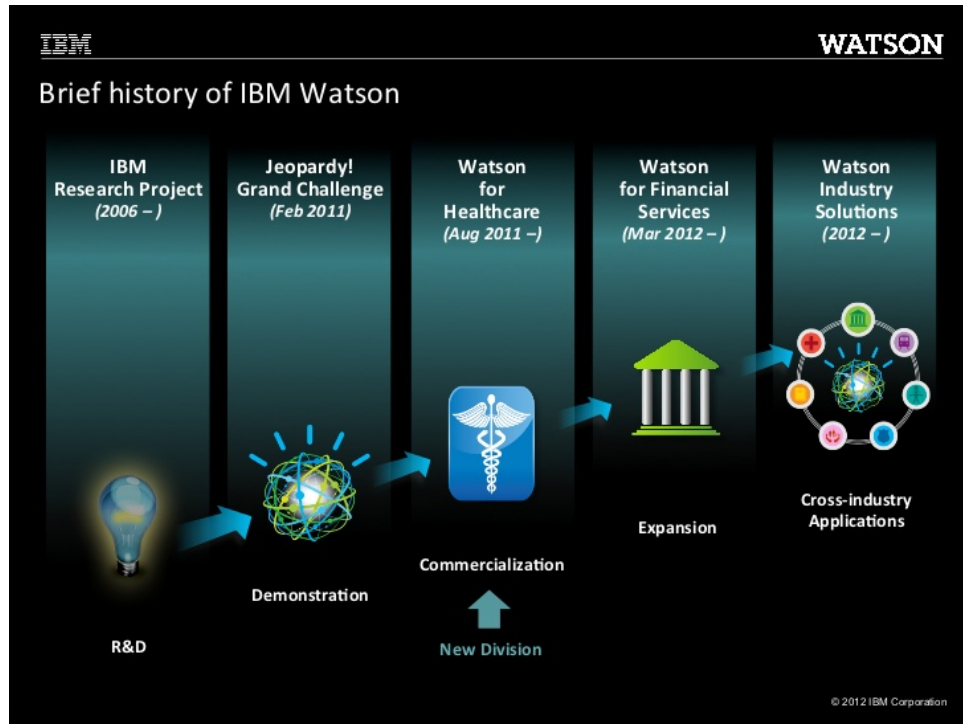 IBM
WATSON
Brief history of IBM Watson
IBM
Research Project
(2006 – )
Jeopardy!
Grand Challenge
(Feb 2011)
Watson
for
Healthcare
(Aug 2011 –)
Watson
for Financial
Services
(Mar 2012 – )
Watson
Industry
Solutions
(2012 – )
R&D
Demonstration
Commercialization
New Division
Expansion
Cross-industry
Applications
© 2012 IBM Corporation